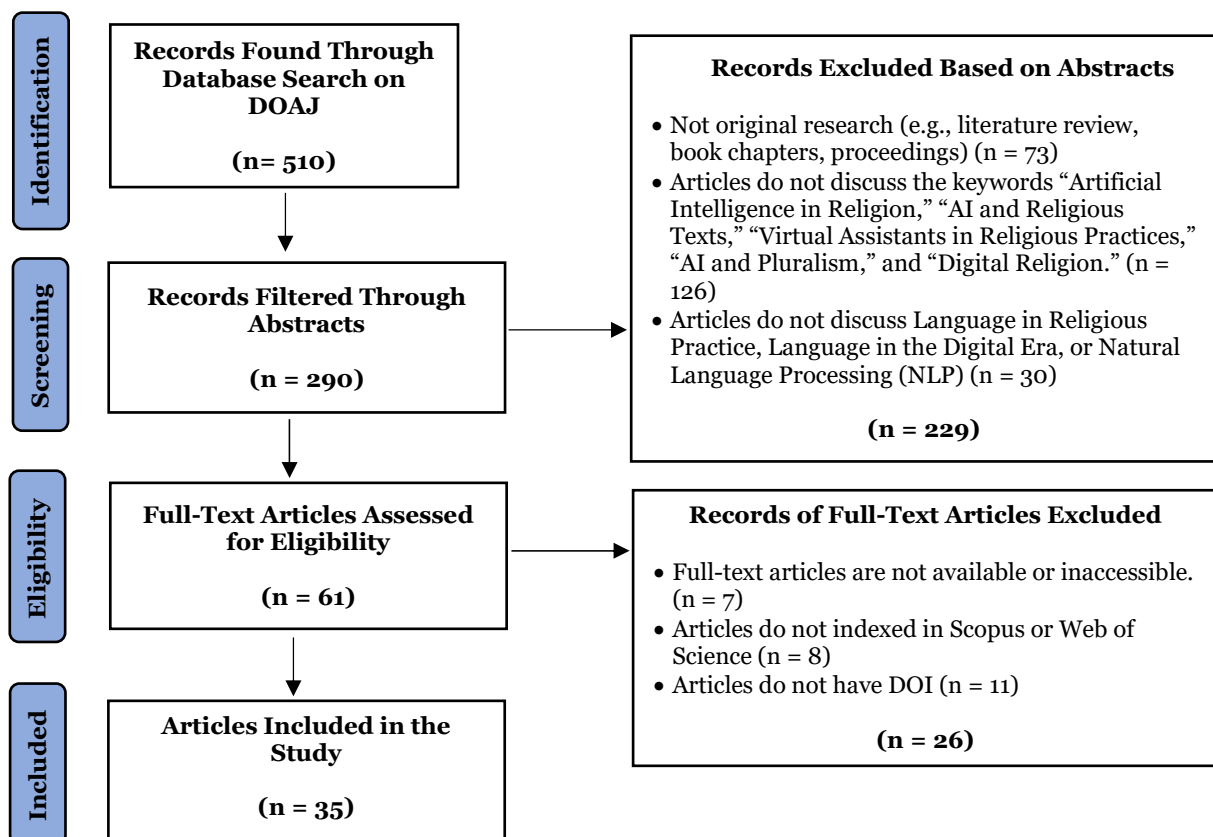 Identification
Records Found Through
Database Search on
DOAJ
(n= 510)
Screening
Records Filtered Through
Abstracts
(n = 290)
Records Excluded Based on Abstracts
• Not original research (e.g., literature review,
book chapters, proceedings) (n = 73)
• Articles do not discuss the keywords “Artificial
Intelligence in Religion,” “AI and Religious
Texts,” “Virtual Assistants in Religious Practices,”
“AI and Pluralism,” and “Digital Religion.” (n =
126)
• Articles do not discuss Language in Religious
Practice, Language in the Digital Era, or Natural
Language Processing (NLP) (n = 30)
(n = 229)
Eligibility
Full-Text Articles Assessed
for Eligibility
(n = 61)
Records of Full-Text Articles Excluded
• Full-text articles are not available or inaccessible.
(n = 7)
• Articles do not indexed in Scopus or Web of
Science (n = 8)
• Articles do not have DOI (n = 11)
(n = 26)
Included
Articles Included in the
Study
(n = 35)